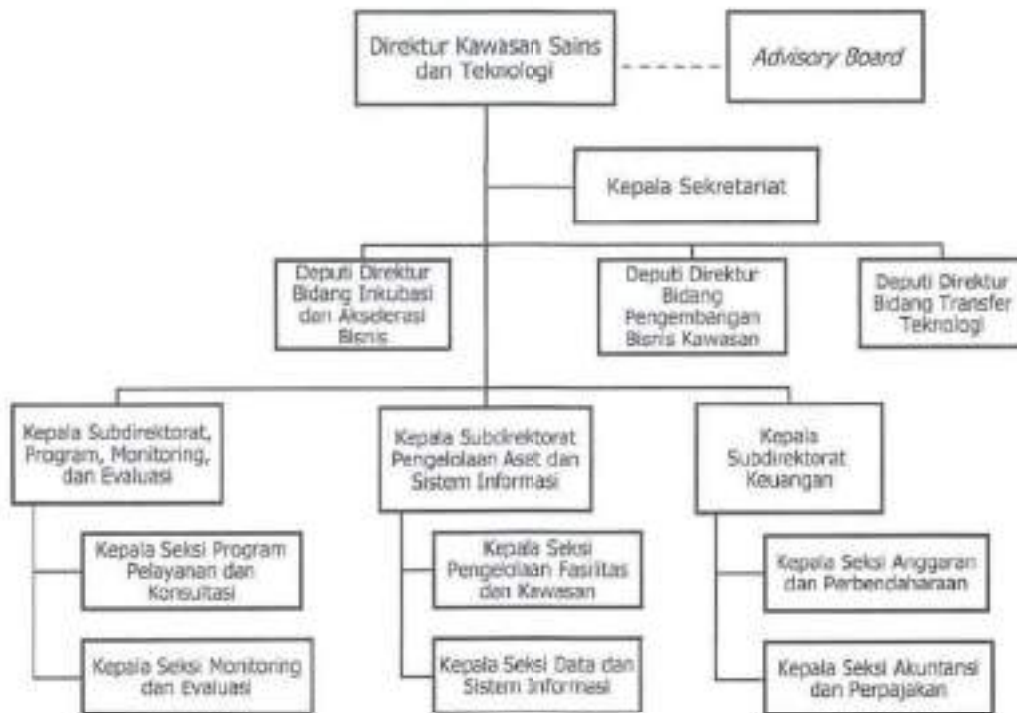 Direktur Kawasan Sains
dan Teknologi
Advisory Board
Kepala Sekretariat
Deputi Direktur
Bidang Inkubasi
dan Akselerasi
Bisnis
Deputi Direktur
Bidang
Pengembangan
Bisnis Kawasan
Deputi Direktur
Bidang Transfer
Teknologi
Kepala Subdirektorat,
Program, Monitoring,
dan Evaluasi
Kepala Subdirektorat
Pengelolaan Aset dan
Sistem Informasi
Kepala
Subdirektorat
Keuangan
Kepala Seksi Program
Pelayanan dan
Konsultasi
Kepala Seksi
Pengelolaan Fasilitas
dan Kawasan
Kepala Seksi Anggaran
dan Perbendaharaan
Kepala Seksi Monitoring
dan Evaluasi
Kepala Seksi Data dan
Sistem Informasi
Kepala Seksi Akuntansi
dan Perpajakan